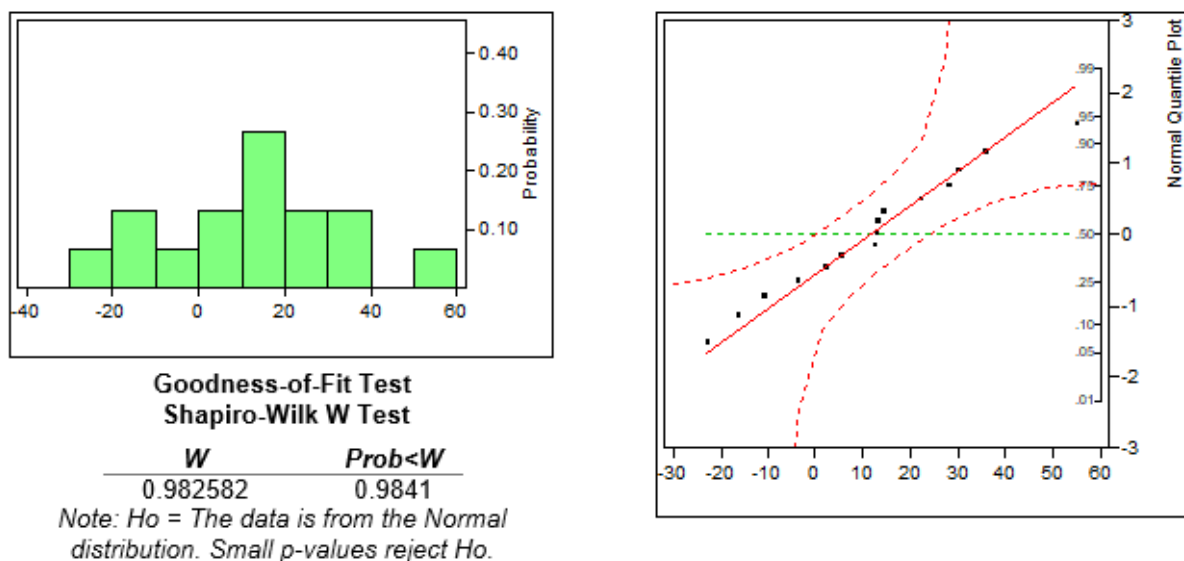 0.40
0.30
0.20
0.10
Probability
-40 -20 0 20 40 60
Goodness-of-Fit Test
Shapiro-Wilk W Test
W Prob<W
0.982582 0.9841
Note: Ho = The data is from the Normal
distribution. Small p-values reject Ho.
3
2
1
0
-1
-2
-3
Normal Quantile Plot
.99
.95
.90
.75
.50
.25
.10
.05
.01
-30 -20 -10 0 10 20 30 40 50 60